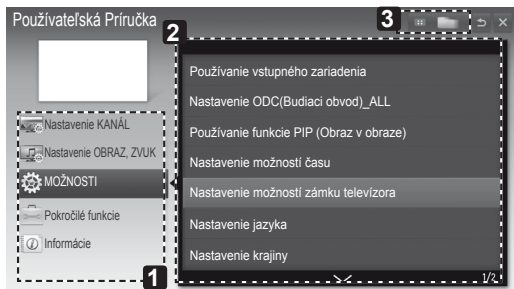 Používateľská Príručka
3
2
Nastavenie KANÁL
Nastavenie OBRAZ, ZVUK
MOŽNOSTI
Pokročilé funkcie
Informácie
1
Používanie vstupného zariadenia
Nastavenie ODC(Budiaci obvod)_ALL
Používanie funkcie PIP (Obraz v obraze)
Nastavenie možností času
Nastavenie možností zámku televízora
Nastavenie jazyka
Nastavenie krajiny
1/2